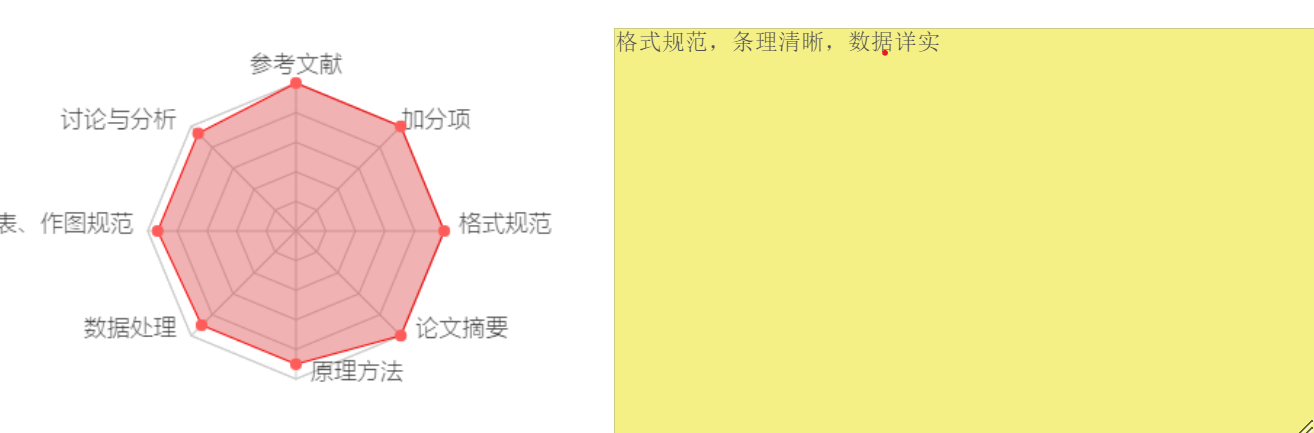 参考文献
加分项
讨论与分析
表、作图规范
格式规范
数据处理
论文摘要
原理方法
格式规范，条理清晰，数据详实